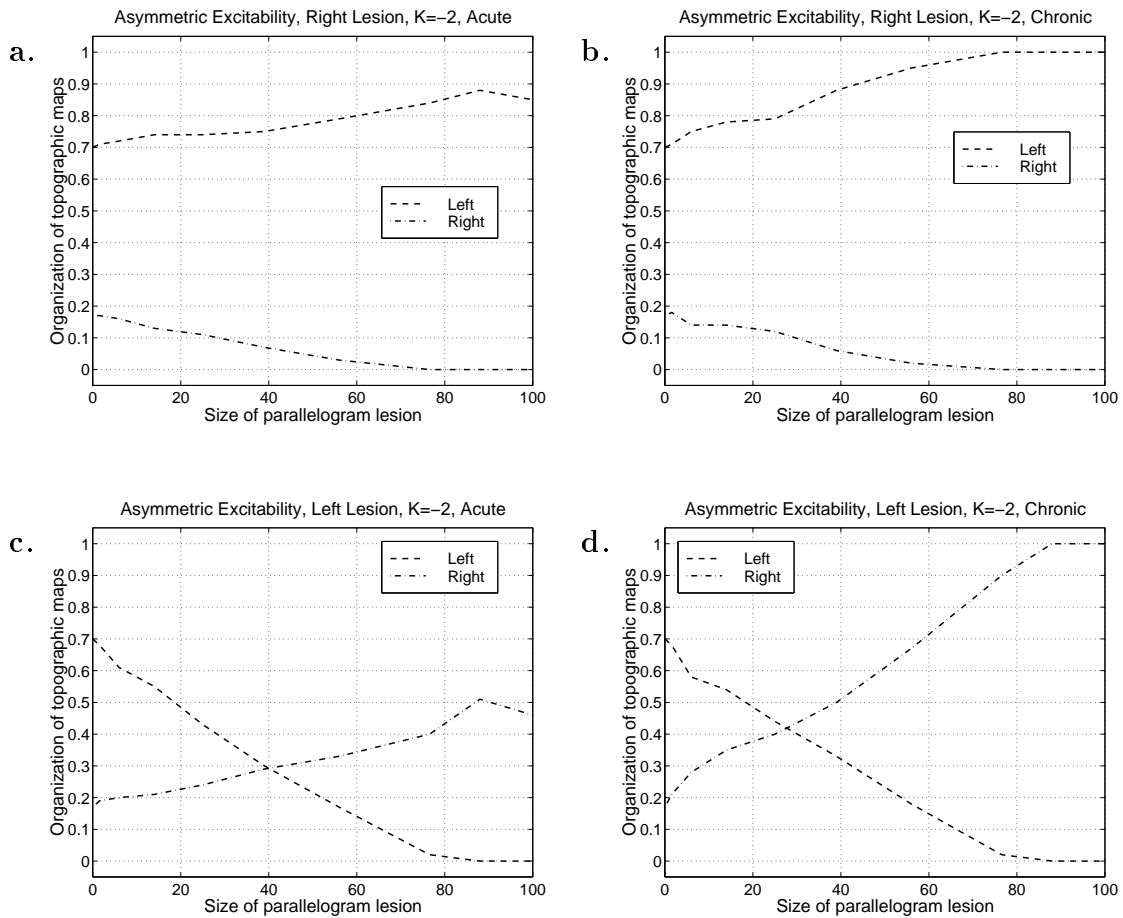 a.
Asymmetric Excitability, Right Lesion, K=−2, Acute
Organization of topographic maps
1
0.9
0.8
0.7
0.6
0.5
0.4
0.3
0.2
0.1
0
Left
Right
0 20 40 60 80 100
Size of parallelogram lesion
b.
Asymmetric Excitability, Right Lesion, K=−2, Chronic
Organization of topographic maps
1
0.9
0.8
0.7
0.6
0.5
0.4
0.3
0.2
0.1
0
Left
Right
0 20 40 60 80 100
Size of parallelogram lesion
c.
Asymmetric Excitability, Left Lesion, K=−2, Acute
Organization of topographic maps
1
0.9
0.8
0.7
0.6
0.5
0.4
0.3
0.2
0.1
0
Left
Right
0 20 40 60 80 100
Size of parallelogram lesion
d.
Asymmetric Excitability, Left Lesion, K=−2, Chronic
Organization of topographic maps
1
0.9
0.8
0.7
0.6
0.5
0.4
0.3
0.2
0.1
0
Left
Right
0 20 40 60 80 100
Size of parallelogram lesion